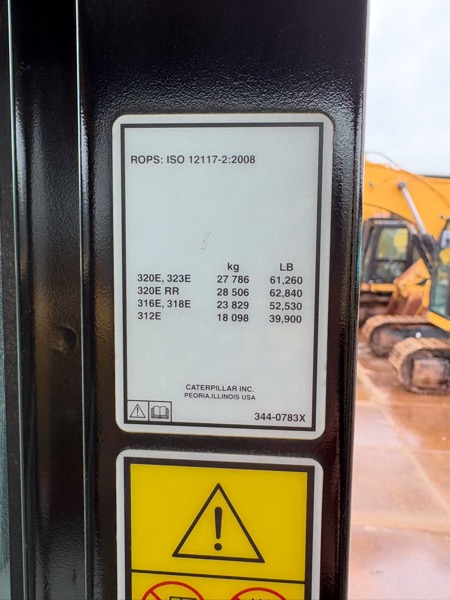 ROPS: ISO 12117-2:2008
kg LB
320E, 323E 27 786 61,260
320E RR 28 506 62,840
316E, 318E 23 829 52,530
312E 18 098 39,900
CATERPILLAR INC.
PEORIA,ILLINOIS USA
344-0783X